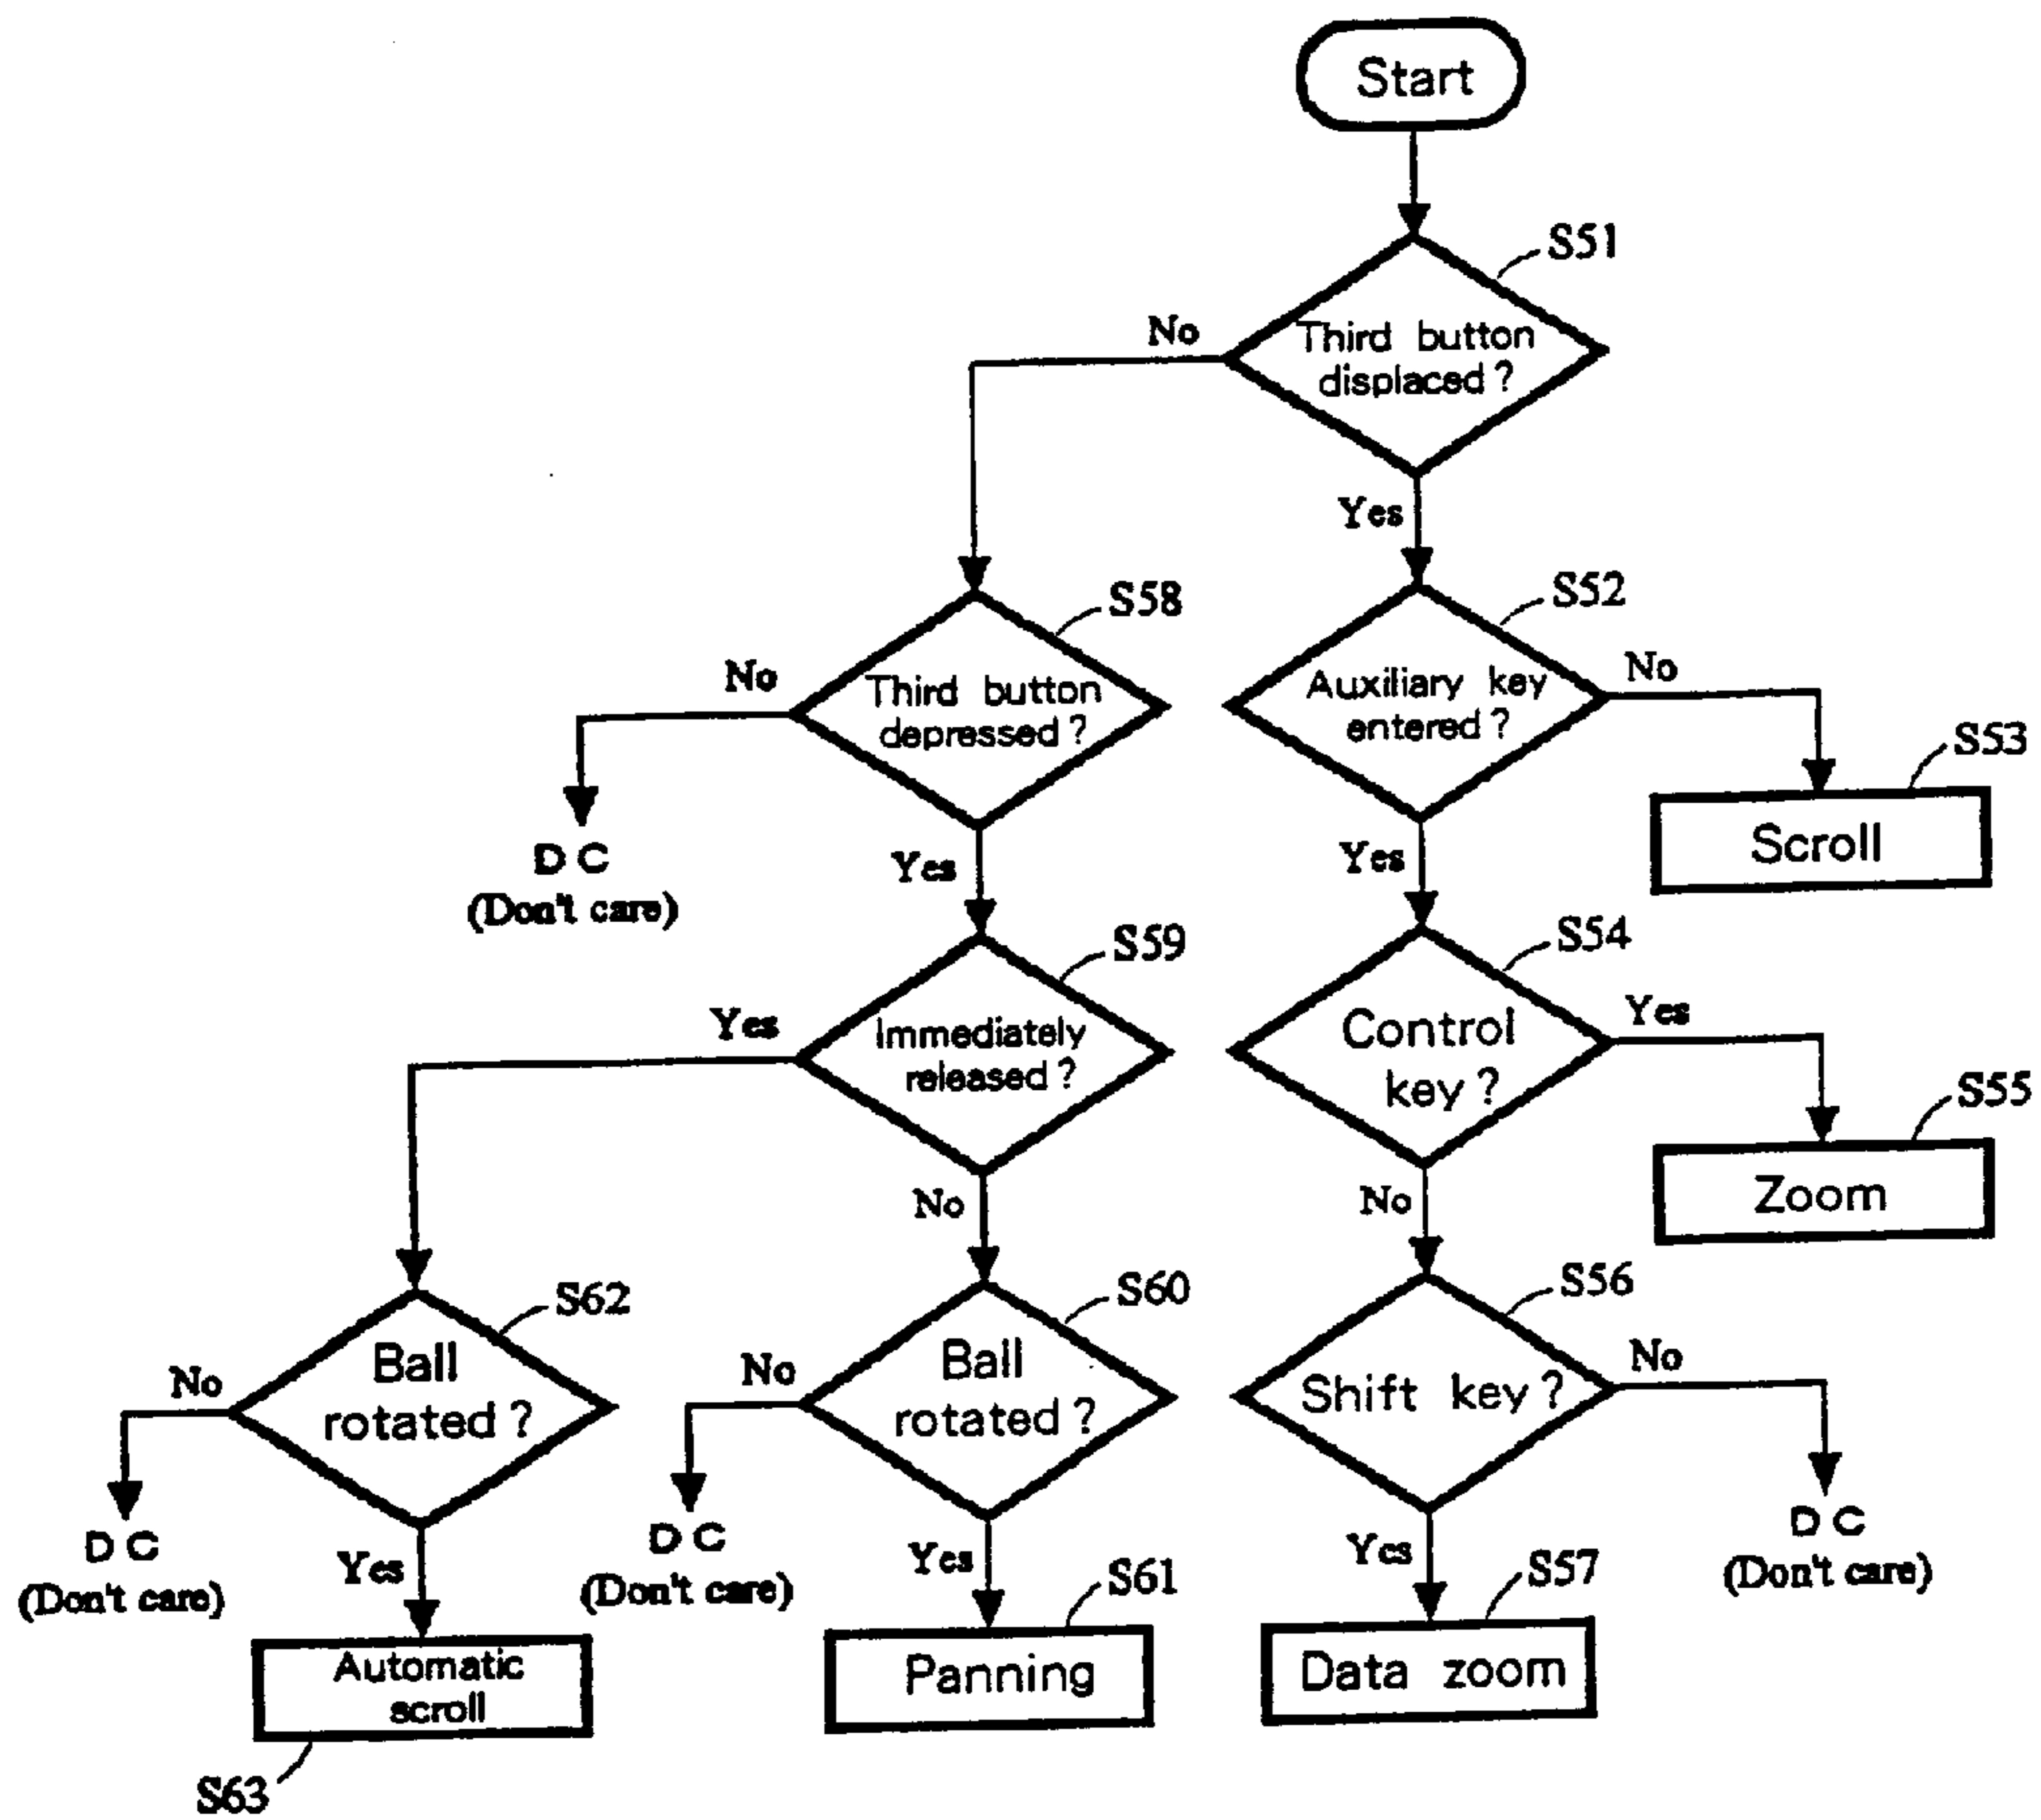 Start
S51
No
Third button
displaced ?
Yes
S58
S52
No
Third button
depressed ?
Auxiliary key
entered ?
No
S53
Scroll
D C
(Don't care)
Yes
Yes
S59
S54
Yes
Immediately
released ?
Control
key ?
Yes
S55
Zoom
No
No
S62
S60
S56
No
Ball
rotated ?
No
Ball
rotated ?
Shift key ?
No
D C
(Don't care)
Yes
D C
(Don't care)
Yes
S61
Yes
S57
D C
(Don't care)
Automatic
scroll
Panning
Data zoom
S63